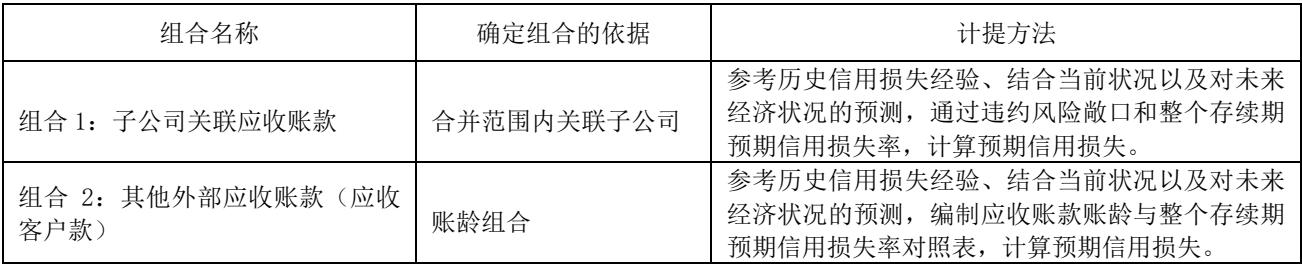 组合名称 确定组合的依据 计提方法
组合 1：子公司关联应收账款 合并范围内关联子公司
参考历史信用损失经验、结合当前状况以及对未来
经济状况的预测，通过违约风险敞口和整个存续期
预期信用损失率，计算预期信用损失。
组合 2：其他外部应收账款（应收
客户款）
账龄组合
参考历史信用损失经验、结合当前状况以及对未来
经济状况的预测，编制应收账款账龄与整个存续期
预期信用损失率对照表，计算预期信用损失。